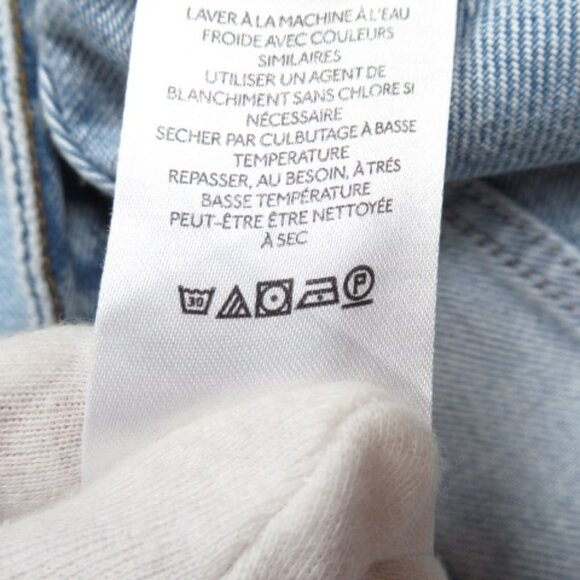 LAVER À LA MACHINE À L'EAU
FROIDE AVEC COULEURS
SIMILAIRES
UTILISER UN AGENT DE
BLANCHIMENT SANS CHLORE SI
NÉCESSAIRE
SECHER PAR CULBUTAGE À BASSE
TEMPERATURE
REPASSER, AU BESOIN, À TRÉS
BASSE TEMPÉRATURE
PEUT-ÊTRE ÊTRE NETTOYÉE
À SEC
30 P